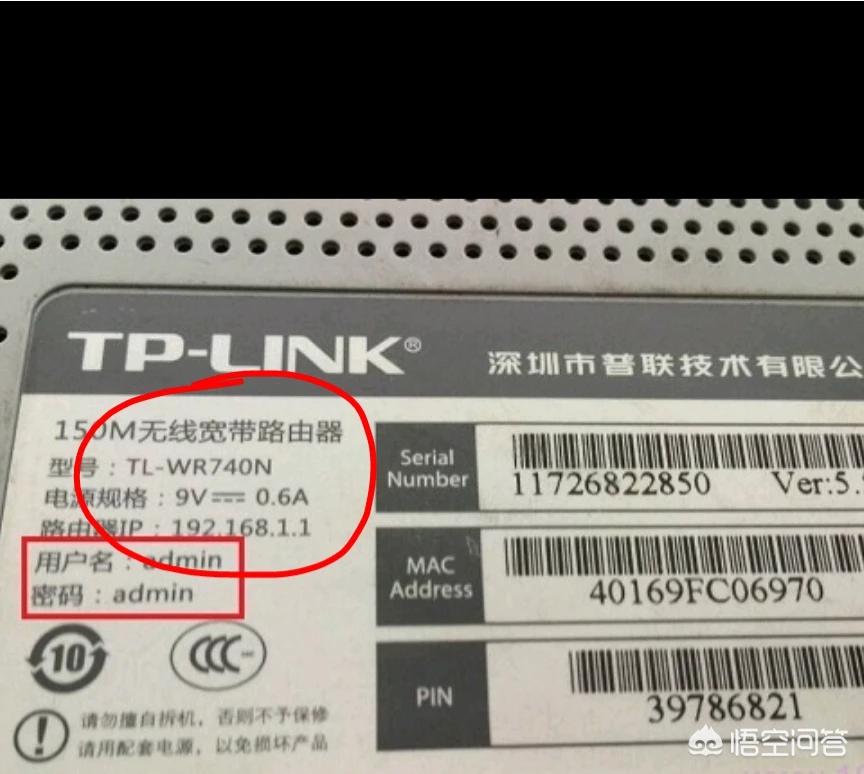 TP-LINK®
深圳市普联技术有限公
150M无线宽带路由器
型号：TL-WR740N
电源规格：9V 0.6A
路由器IP：192.168.1.1
用户名：admin
密码：admin
Serial Number
11726822850 Ver:5.
MAC Address
40169FC06970
PIN
39786821
10
CCC
请勿擅自拆机，否则不予保修
请用配套电源，以免损坏产品
悟空问答